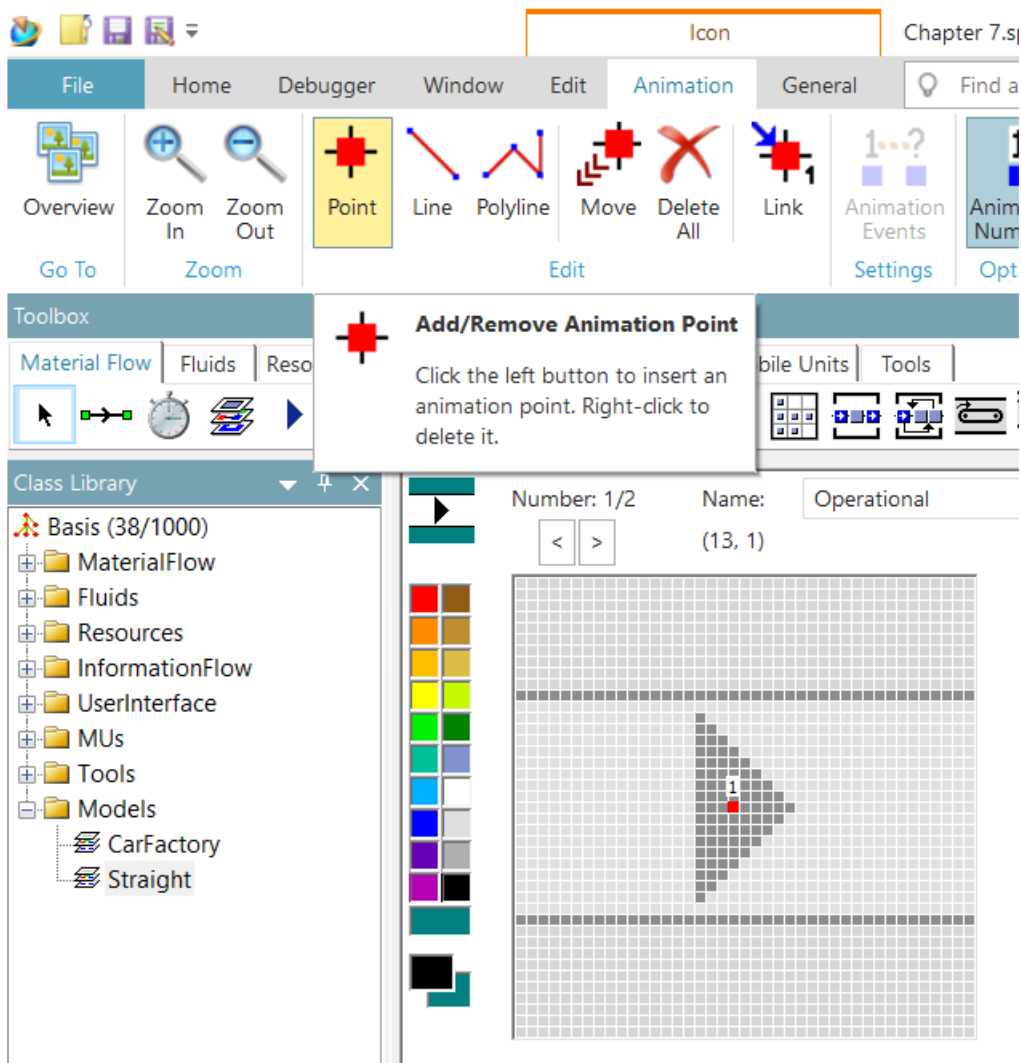 Icon
Chapter 7.sp
File Home Debugger Window Edit Animation General Find a
Overview Zoom In Zoom Out Point Line Polyline Move Delete All Link Animation Events Anim Num
Go To Zoom Edit Settings Opti
Toolbox
Add/Remove Animation Point
Material Flow Fluids Reso bile Units Tools
Click the left button to insert an
animation point. Right-click to
delete it.
Class Library
Number: 1/2 Name: Operational
< > (13, 1)
Basis (38/1000)
MaterialFlow
Fluids
Resources
InformationFlow
UserInterface
MUs
Tools
Models
CarFactory
Straight
1